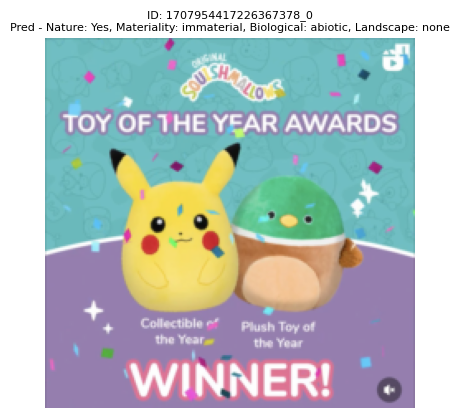 ID: 1707954417226367378_0
Pred - Nature: Yes, Materiality: immaterial, Biological: abiotic, Landscape: none
ORIGINAL
SQUISHMALLOWS
TOY OF THE YEAR AWARDS
Collectible of
the Year
Plush Toy of
the Year
WINNER!